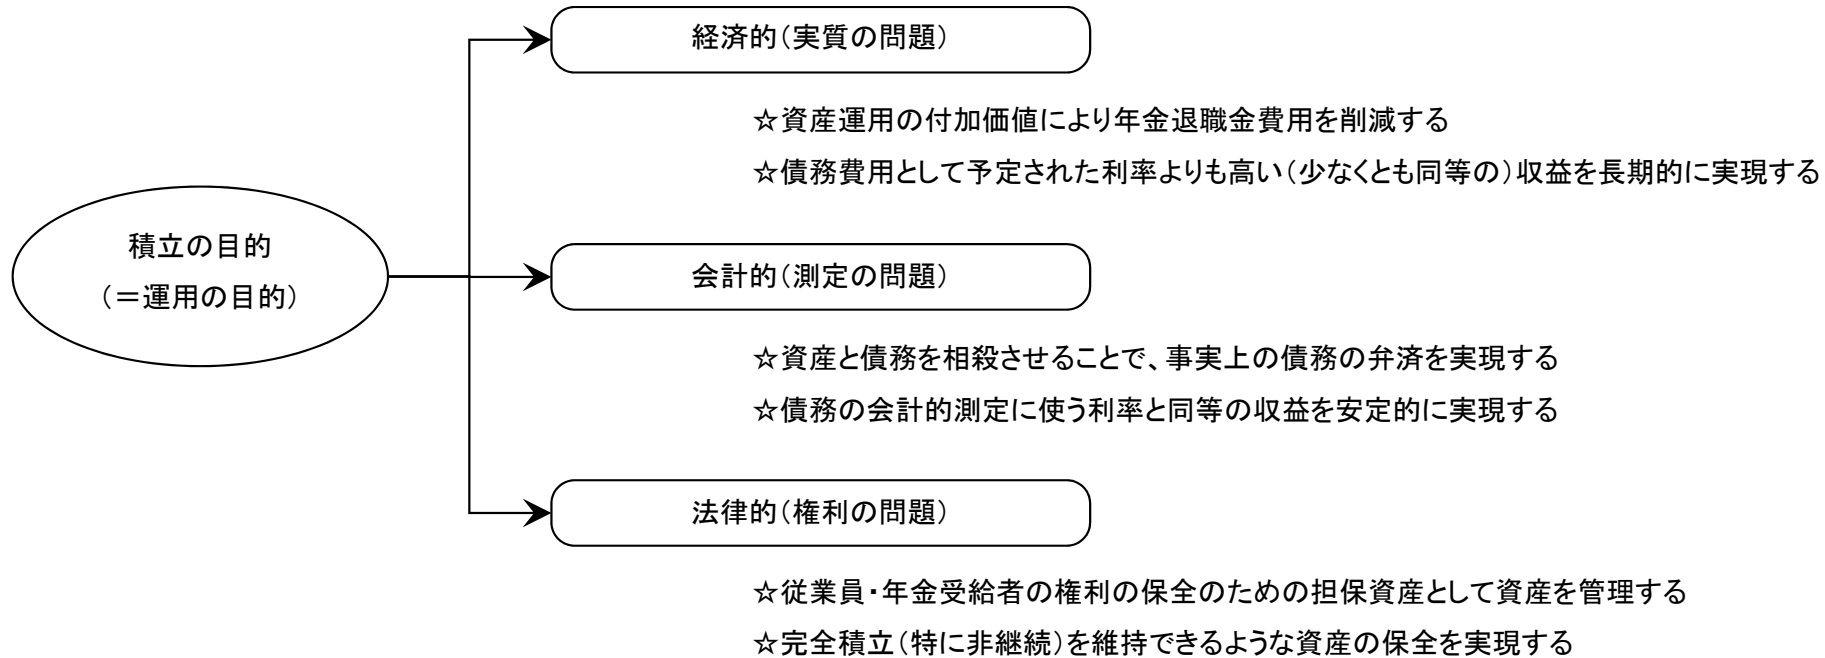 経済的（実質の問題）
☆資産運用の付加価値により年金退職金費用を削減する
☆債務費用として予定された利率よりも高い（少なくとも同等の）収益を長期的に実現する
積立の目的
（＝運用の目的）
会計的（測定の問題）
☆資産と債務を相殺させることで、事実上の債務の弁済を実現する
☆債務の会計的測定に使う利率と同等の収益を安定的に実現する
法律的（権利の問題）
☆従業員・年金受給者の権利の保全のための担保資産として資産を管理する
☆完全積立（特に非継続）を維持できるような資産の保全を実現する